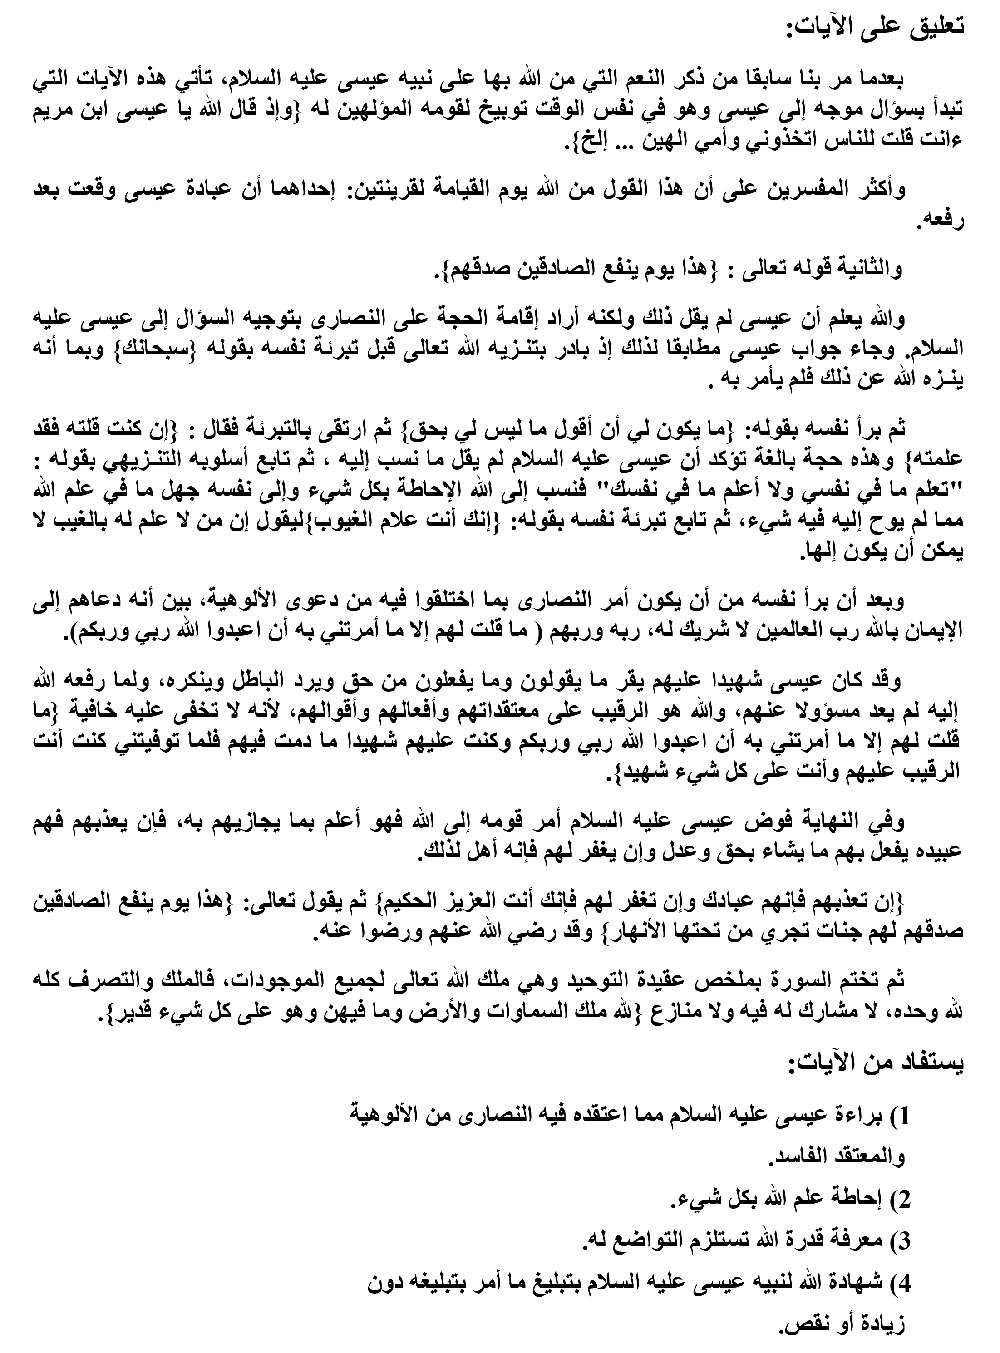 تعليق على الآيات:
بعدما مر بنا سابقا من ذكر النعم التي من الله بها على نبيه عيسى عليه السلام، تأتي هذه الآيات التي
تبدأ بسؤال موجه إلى عيسى وهو في نفس الوقت توبيخ لقومه المؤلهين له {وإذ قال الله يا عيسى ابن مريم
ءانت قلت للناس اتخذوني وأمي الهين ... إلخ}.
وأكثر المفسرين على أن هذا القول من الله يوم القيامة لقرينتين: إحداهما أن عبادة عيسى وقعت بعد
رفعه.
والثانية قوله تعالى : {هذا يوم ينفع الصادقين صدقهم}.
والله يعلم أن عيسى لم يقل ذلك ولكنه أراد إقامة الحجة على النصارى بتوجيه السؤال إلى عيسى عليه
السلام. وجاء جواب عيسى مطابقا لذلك إذ بادر بتنـزيه الله تعالى قبل تبرئة نفسه بقوله {سبحانك} وبما أنه
ينـزه الله عن ذلك فلم يأمر به .
ثم برأ نفسه بقوله: {ما يكون لي أن أقول ما ليس لي بحق} ثم ارتقى بالتبرئة فقال : {إن كنت قلته فقد
علمته} وهذه حجة بالغة تؤكد أن عيسى عليه السلام لم يقل ما نسب إليه ، ثم تابع أسلوبه التنـزيهي بقوله :
"تعلم ما في نفسي ولا أعلم ما في نفسك" فنسب إلى الله الإحاطة بكل شيء وإلى نفسه جهل ما في علم الله
مما لم يوح إليه فيه شيء، ثم تابع تبرئة نفسه بقوله: {إنك أنت علام الغيوب}ليقول إن من لا علم له بالغيب لا
يمكن أن يكون إلها.
وبعد أن برأ نفسه من أن يكون أمر النصارى بما اختلقوا فيه من دعوى الألوهية، بين أنه دعاهم إلى
الإيمان بالله رب العالمين لا شريك له، ربه وربهم ( ما قلت لهم إلا ما أمرتني به أن اعبدوا الله ربي وربكم).
وقد كان عيسى شهيدا عليهم يقر ما يقولون وما يفعلون من حق ويرد الباطل وينكره، ولما رفعه الله
إليه لم يعد مسؤولا عنهم، والله هو الرقيب على معتقداتهم وأفعالهم وأقوالهم، لأنه لا تخفى عليه خافية {ما
قلت لهم إلا ما أمرتني به أن اعبدوا الله ربي وربكم وكنت عليهم شهيدا ما دمت فيهم فلما توفيتني كنت أنت
الرقيب عليهم وأنت على كل شيء شهيد}.
وفي النهاية فوض عيسى عليه السلام أمر قومه إلى الله فهو أعلم بما يجازيهم به، فإن يعذبهم فهم
عبيده يفعل بهم ما يشاء بحق وعدل وإن يغفر لهم فإنه أهل لذلك.
{إن تعذبهم فإنهم عبادك وإن تغفر لهم فإنك أنت العزيز الحكيم} ثم يقول تعالى: {هذا يوم ينفع الصادقين
صدقهم لهم جنات تجري من تحتها الأنهار} وقد رضي الله عنهم ورضوا عنه.
ثم تختم السورة بملخص عقيدة التوحيد وهي ملك الله تعالى لجميع الموجودات، فالملك والتصرف كله
لله وحده، لا مشارك له فيه ولا منازع {لله ملك السماوات والأرض وما فيهن وهو على كل شيء قدير}.
يستفاد من الآيات:
1) براءة عيسى عليه السلام مما اعتقده فيه النصارى من الألوهية
والمعتقد الفاسد.
2) إحاطة علم الله بكل شيء.
3) معرفة قدرة الله تستلزم التواضع له.
4) شهادة الله لنبيه عيسى عليه السلام بتبليغ ما أمر بتبليغه دون
زيادة أو نقص.